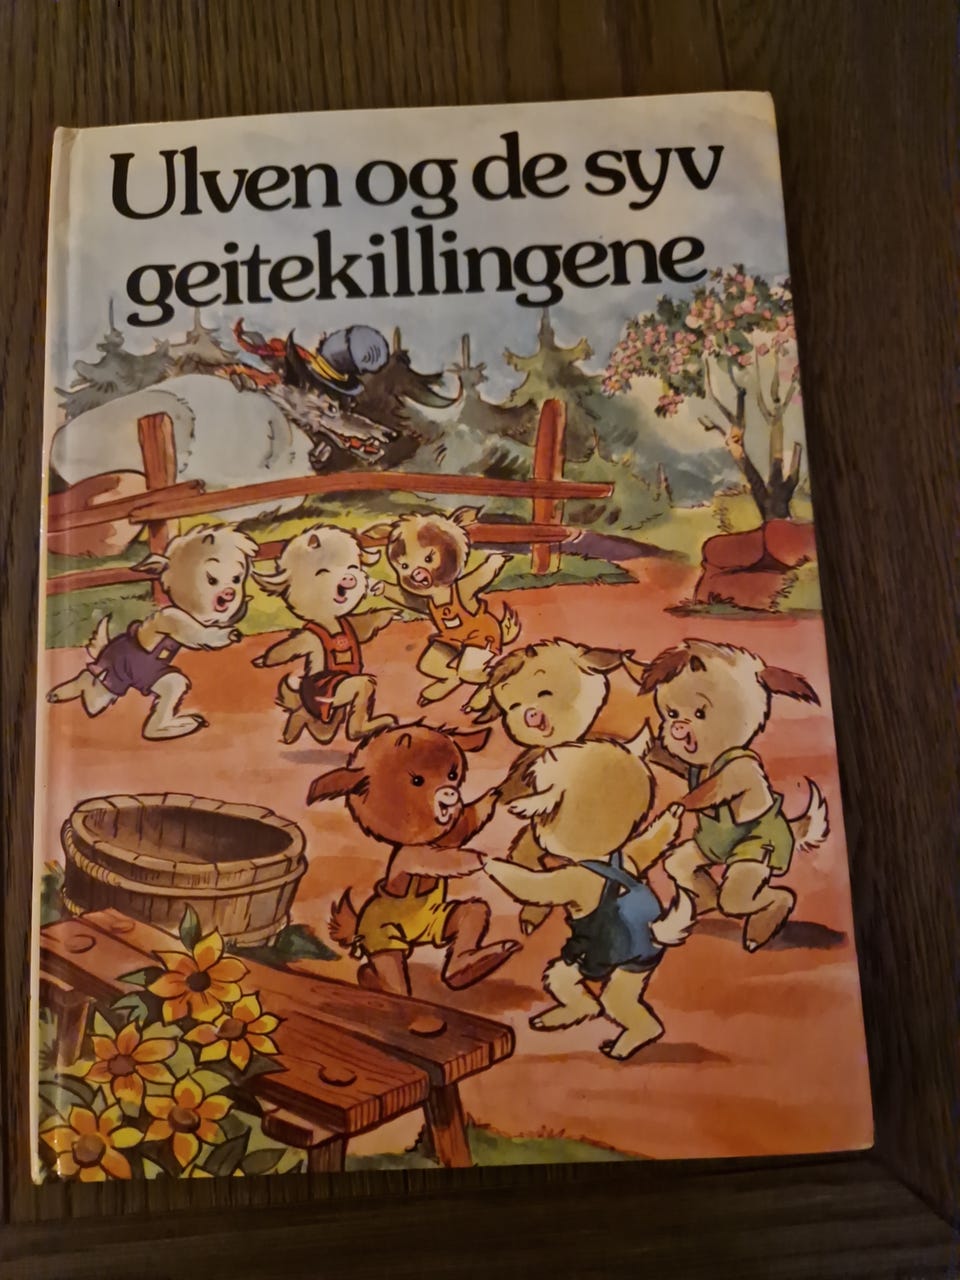 Ulven og de syv
geitekillingene